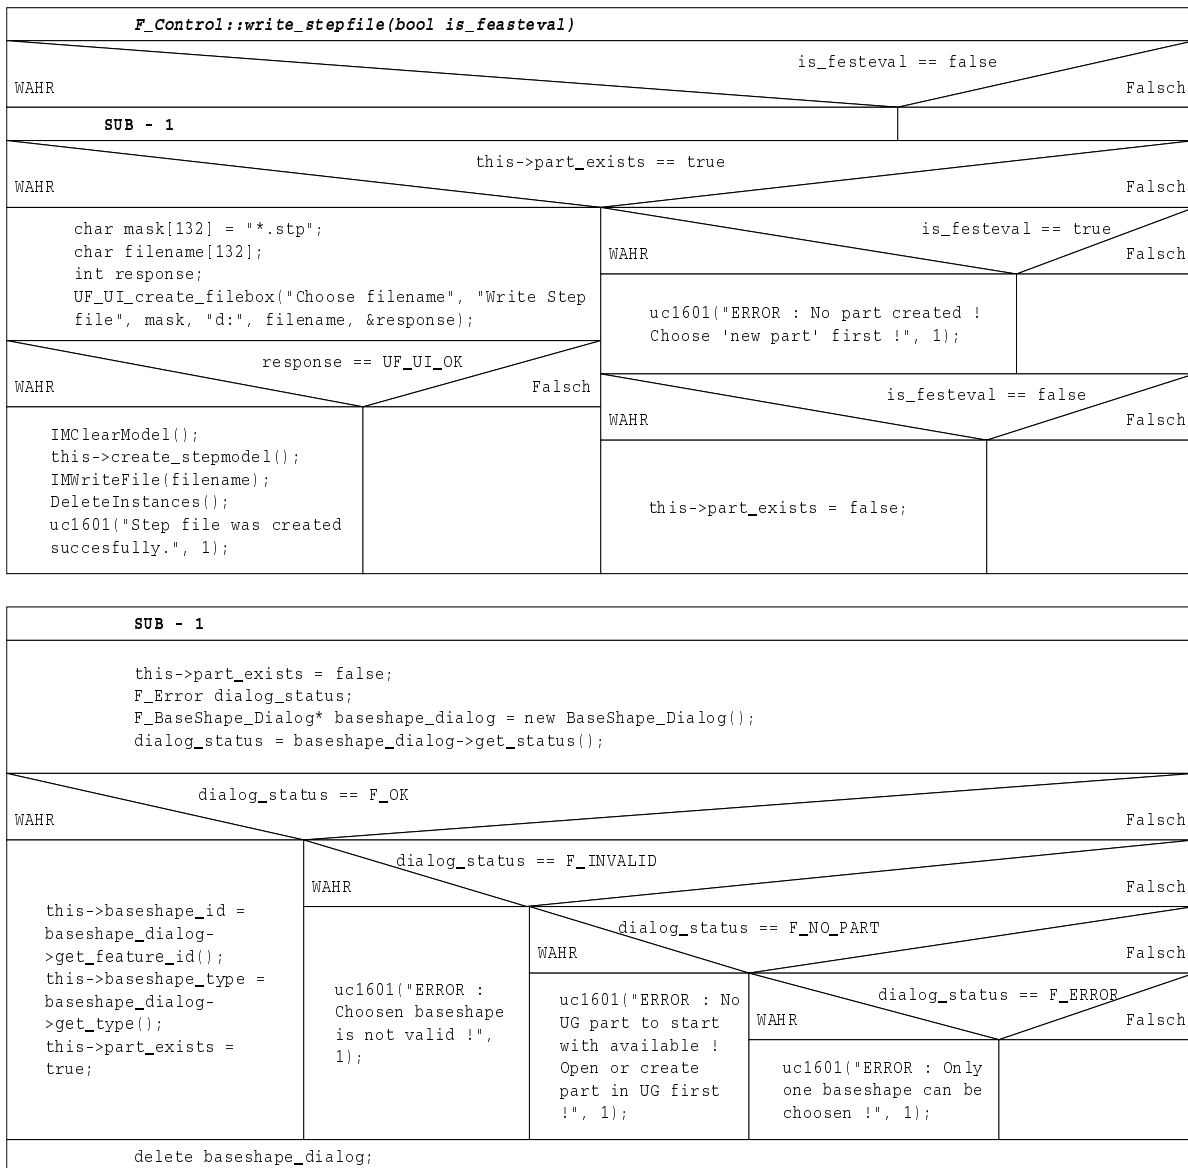 F_Control::write_stepfile(bool is_feasteval)
is_festeval == false
WAHR
Falsch
SUB - 1
this->part_exists == true
WAHR
Falsch
char mask[132] = "*.stp";
char filename[132];
int response;
UF_UI_create_filebox("Choose filename", "Write Step
file", mask, "d:", filename, &response);
is_festeval == true
WAHR
Falsch
uc1601("ERROR : No part created !
Choose 'new part' first !", 1);
response == UF_UI_OK
WAHR
Falsch
is_festeval == false
WAHR
Falsch
IMClearModel();
this->create_stepmodel();
IMWriteFile(filename);
DeleteInstances();
uc1601("Step file was created
succesfully.", 1);
this->part_exists = false;
SUB - 1
this->part_exists = false;
F_Error dialog_status;
F_BaseShape_Dialog* baseshape_dialog = new BaseShape_Dialog();
dialog_status = baseshape_dialog->get_status();
dialog_status == F_OK
WAHR
Falsch
dialog_status == F_INVALID
WAHR
Falsch
this->baseshape_id =
baseshape_dialog-
>get_feature_id();
this->baseshape_type =
baseshape_dialog-
>get_type();
this->part_exists =
true;
dialog_status == F_NO_PART
WAHR
Falsch
uc1601("ERROR :
Choosen baseshape
is not valid !",
1);
dialog_status == F_ERROR
WAHR
Falsch
uc1601("ERROR : No
UG part to start
with available !
Open or create
part in UG first
!", 1);
uc1601("ERROR : Only
one baseshape can be
choosen !", 1);
delete baseshape_dialog;